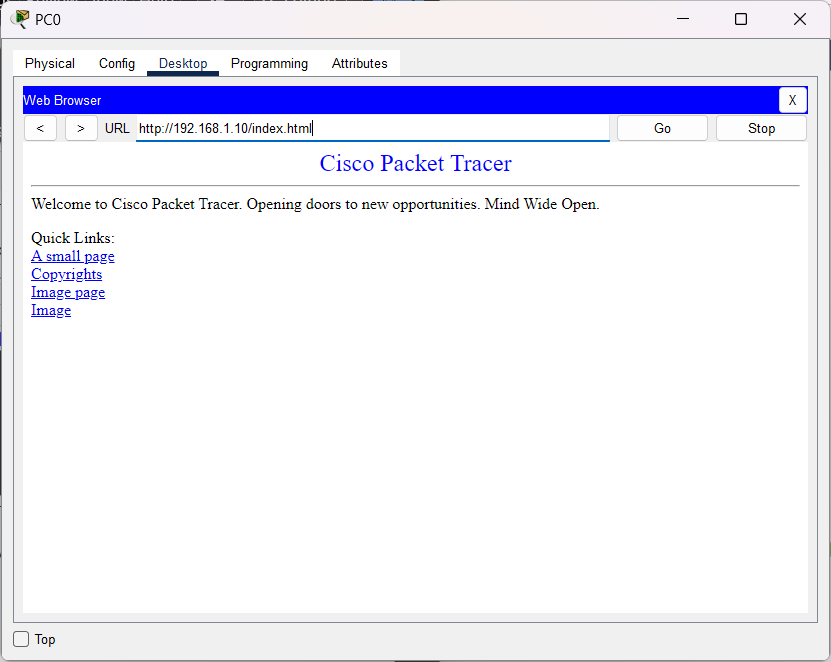 PC0
Physical Config Desktop Programming Attributes
Web Browser X
< > URL http://192.168.1.10/index.html Go Stop
Cisco Packet Tracer
Welcome to Cisco Packet Tracer. Opening doors to new opportunities. Mind Wide Open.
Quick Links:
A small page
Copyrights
Image page
Image
Top